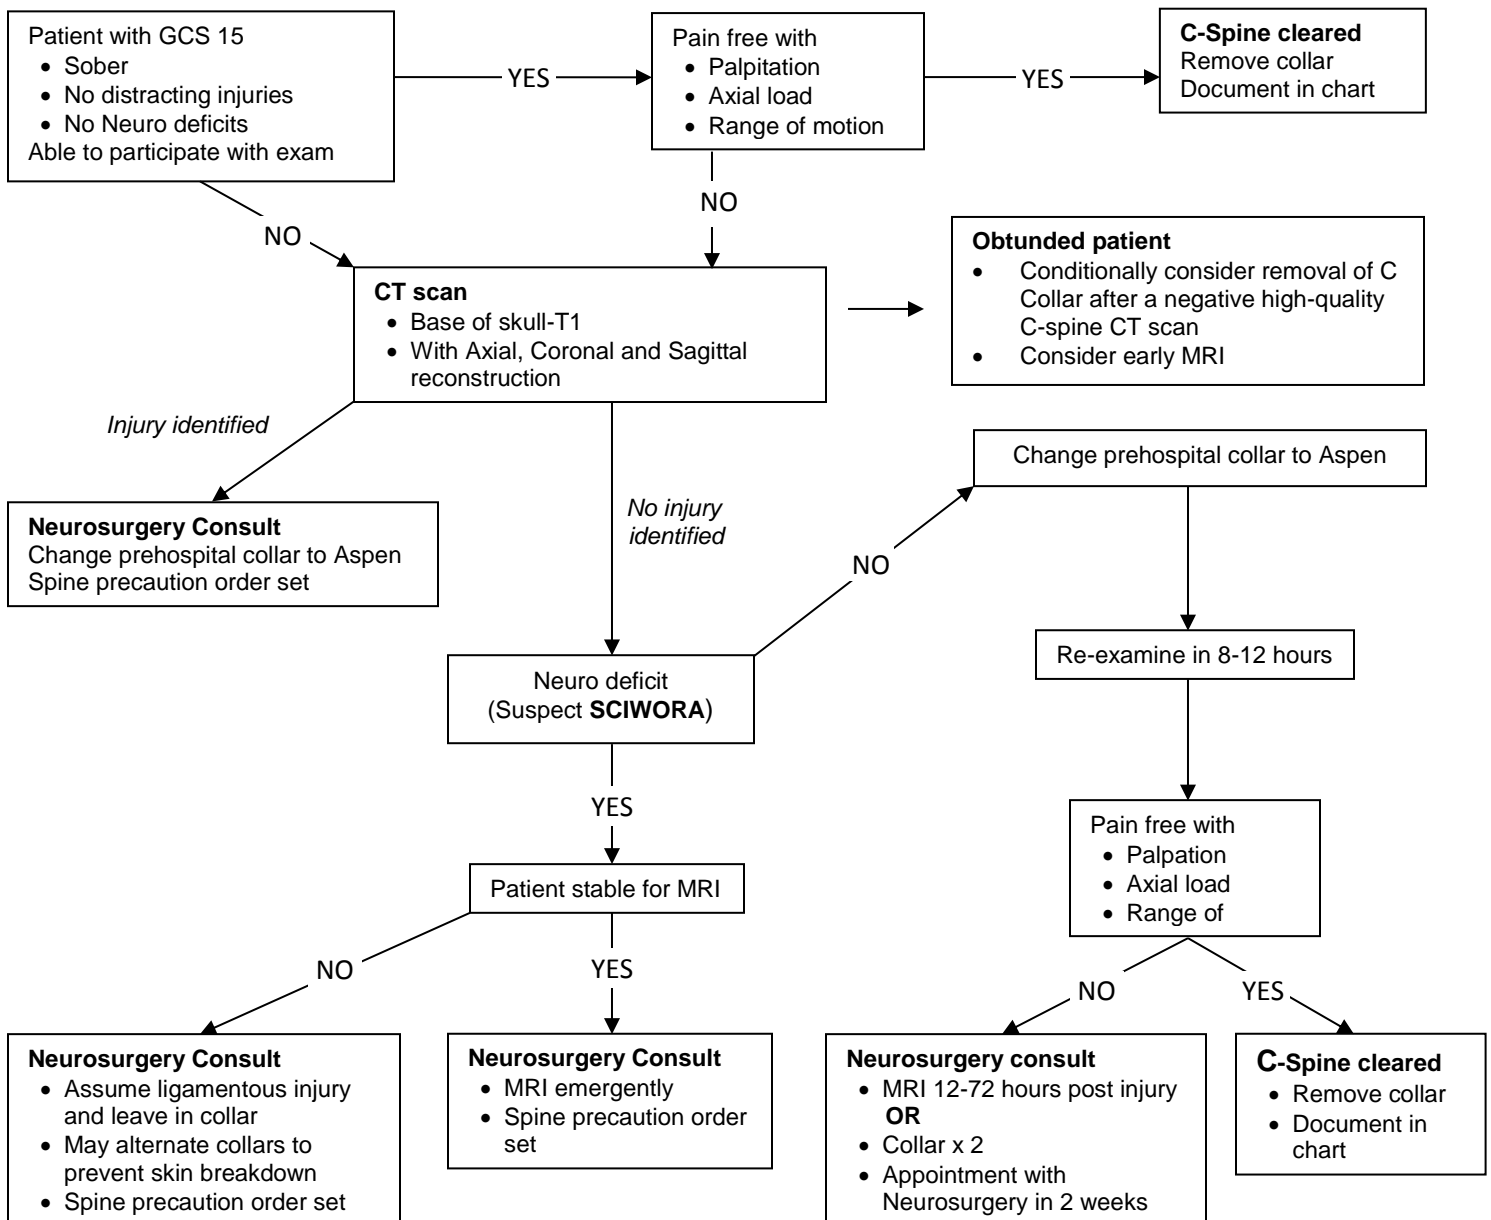 Patient with GCS 15
• Sober
• No distracting injuries
• No Neuro deficits
Able to participate with exam
YES
Pain free with
• Palpitation
• Axial load
• Range of motion
YES
C-Spine cleared
Remove collar
Document in chart
NO
NO
CT scan
• Base of skull-T1
• With Axial, Coronal and Sagittal
reconstruction
Obtunded patient
• Conditionally consider removal of C
Collar after a negative high-quality
C-spine CT scan
• Consider early MRI
Injury identified
Neurosurgery Consult
Change prehospital collar to Aspen
Spine precaution order set
No injury
identified
NO
Change prehospital collar to Aspen
Re-examine in 8-12 hours
Neuro deficit
(Suspect SCIWORA)
YES
Patient stable for MRI
Pain free with
• Palpation
• Axial load
• Range of
NO
YES
NO
YES
Neurosurgery Consult
• Assume ligamentous injury
and leave in collar
• May alternate collars to
prevent skin breakdown
• Spine precaution order set
Neurosurgery Consult
• MRI emergently
• Spine precaution order
set
Neurosurgery consult
• MRI 12-72 hours post injury
OR
• Collar x 2
• Appointment with
Neurosurgery in 2 weeks
C-Spine cleared
• Remove collar
• Document in
chart